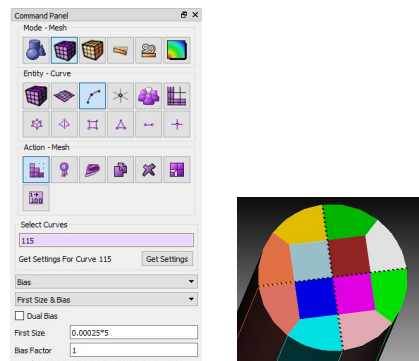 Command Panel
Mode - Mesh
Entity - Curve
Action - Mesh
1→
100
Select Curves
115
Get Settings For Curve 115 Get Settings
Bias
First Size & Bias
Dual Bias
First Size 0.00025*5
Bias Factor 1